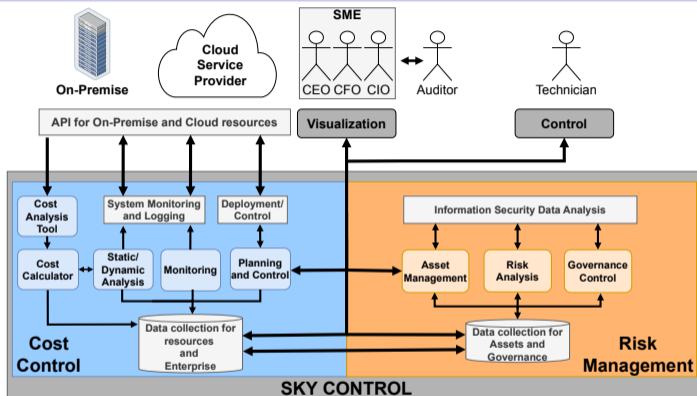 SME
Cloud
Service
Provider
On-Premise
CEO
CFO
CIO
Auditor
Technician
API for On-Premise and Cloud resources
Visualization
Control
Cost
Analysis
Tool
System Monitoring
and Logging
Deployment/
Control
Information Security Data Analysis
Cost
Calculator
Static/
Dynamic
Analysis
Monitoring
Planning
and Control
Asset
Management
Risk
Analysis
Governance
Control
Data collection for
resources
and
Enterprise
Data collection for
Assets and
Governance
Cost
Control
Risk
Management
SKY CONTROL